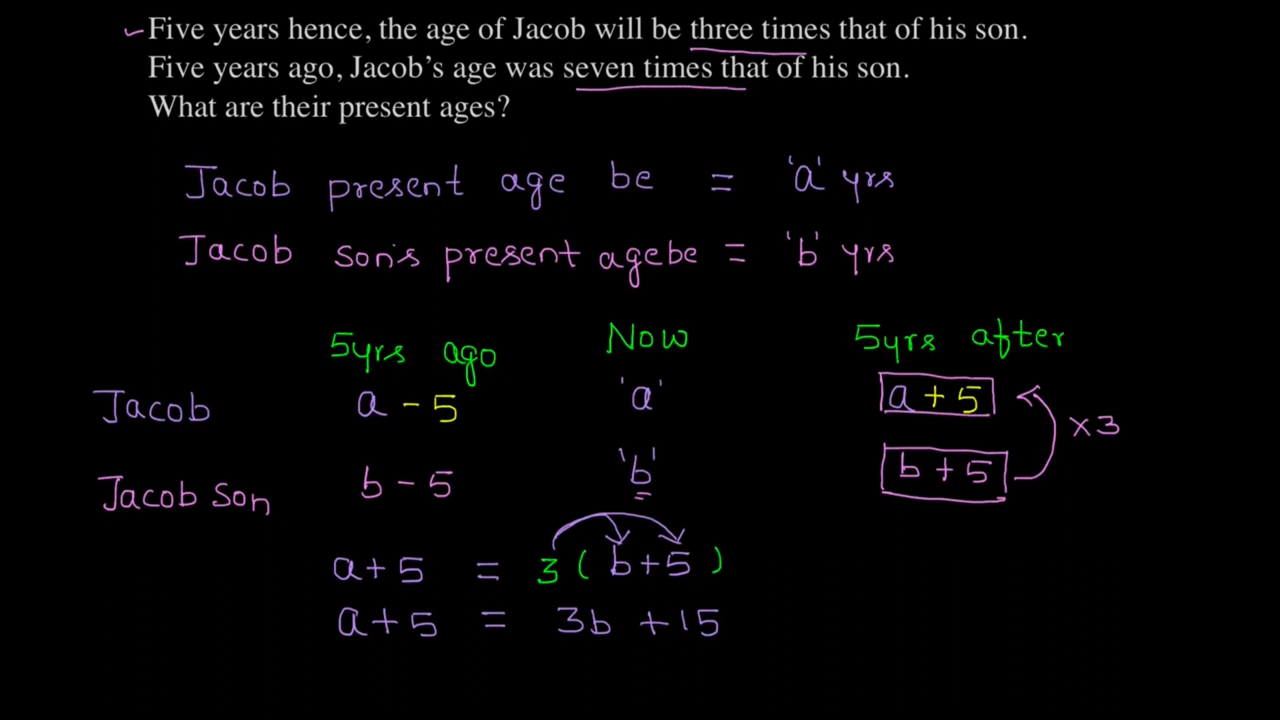 Five years hence, the age of Jacob will be three times that of his son.
Five years ago, Jacob's age was seven times that of his son.
What are their present ages?
Jacob present age be = 'a' yrs
Jacob son's present age be = 'b' yrs
5yrs ago Now 5yrs after
Jacob a - 5 'a' a + 5
×3
Jacob Son b - 5 'b' b + 5
a + 5 = 3 ( b + 5 )
a + 5 = 3b + 15